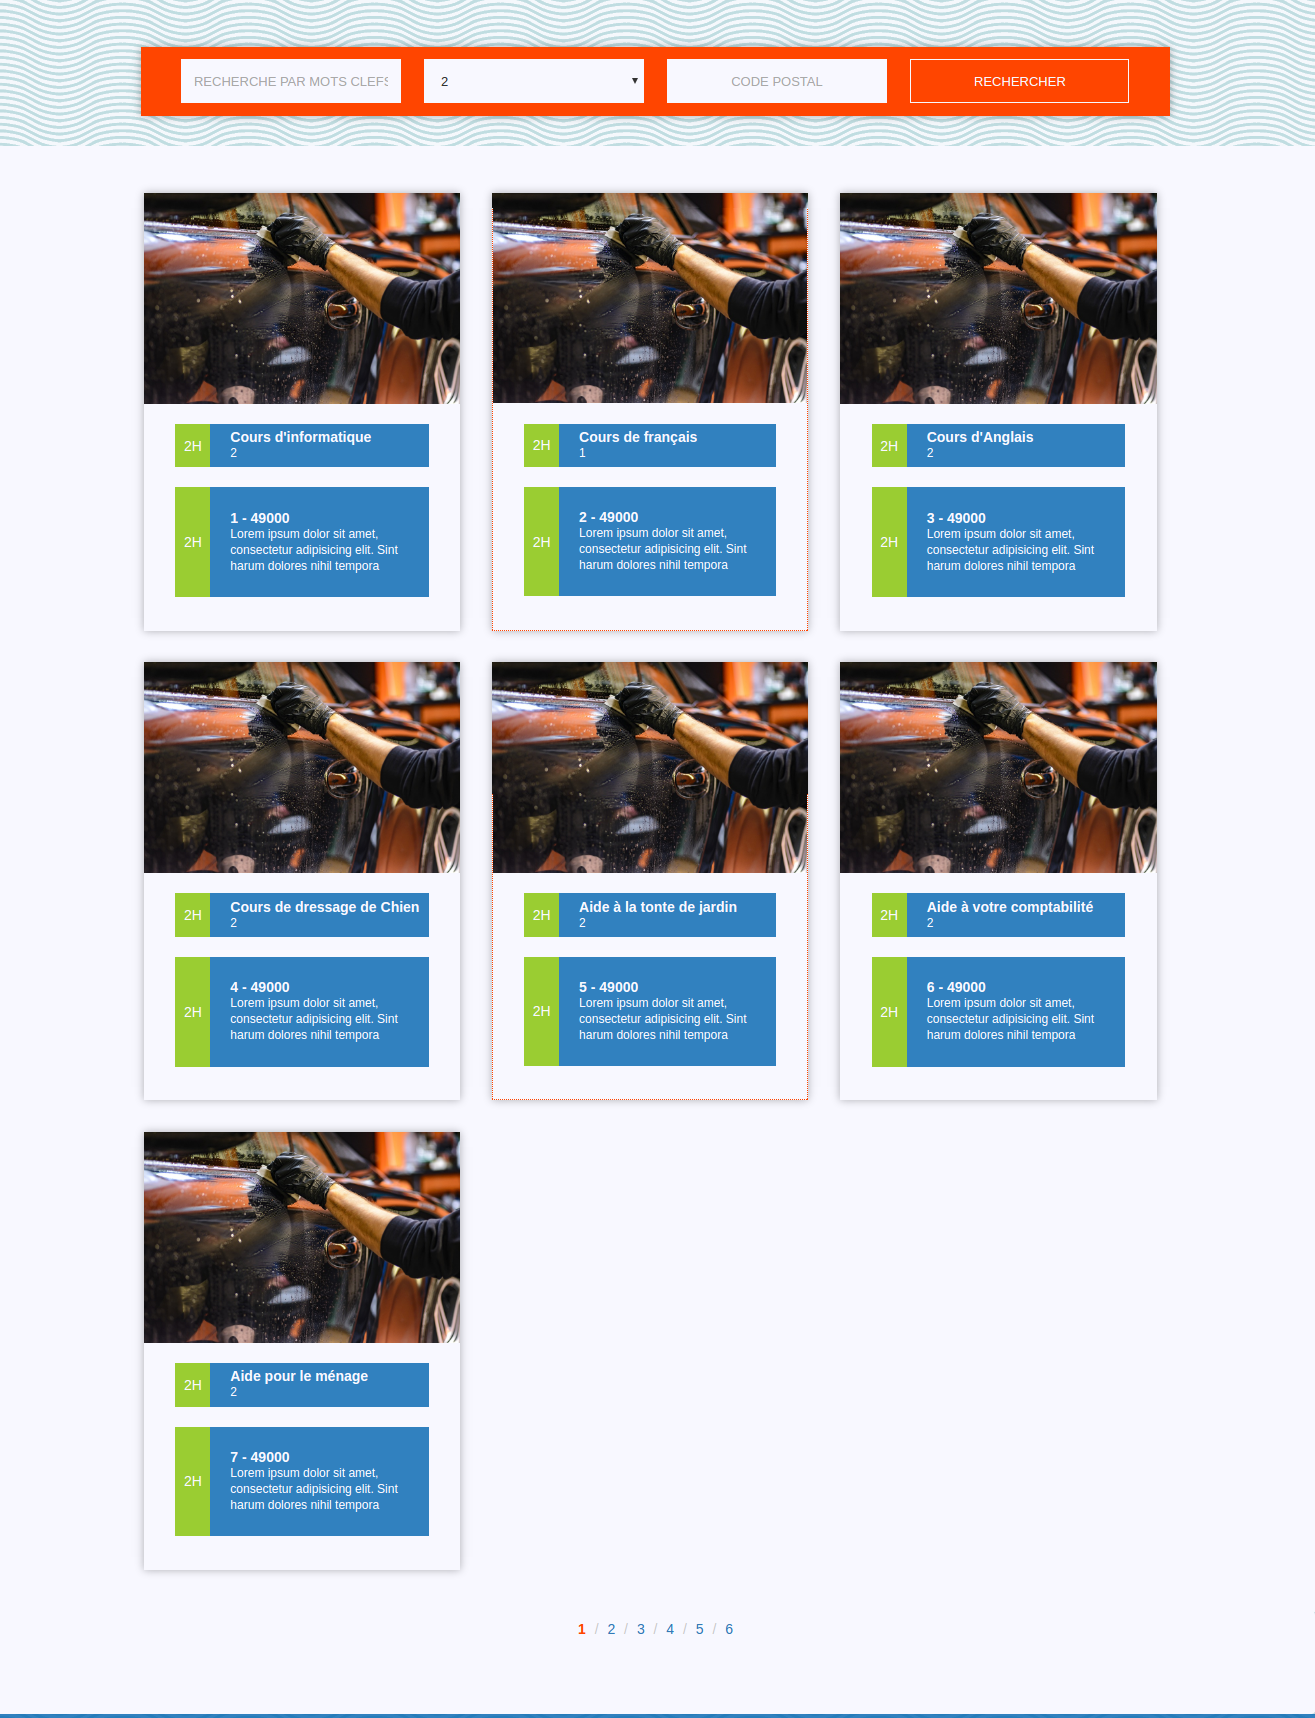 RECHERCHE PAR MOTS CLEFS
2
CODE POSTAL
RECHERCHER
2H
Cours d'informatique
2
2H
1 - 49000
Lorem ipsum dolor sit amet,
consectetur adipisicing elit. Sint
harum dolores nihil tempora
2H
Cours de français
1
2H
2 - 49000
Lorem ipsum dolor sit amet,
consectetur adipisicing elit. Sint
harum dolores nihil tempora
2H
Cours d'Anglais
2
2H
3 - 49000
Lorem ipsum dolor sit amet,
consectetur adipisicing elit. Sint
harum dolores nihil tempora
2H
Cours de dressage de Chien
2
2H
4 - 49000
Lorem ipsum dolor sit amet,
consectetur adipisicing elit. Sint
harum dolores nihil tempora
2H
Aide à la tonte de jardin
2
2H
5 - 49000
Lorem ipsum dolor sit amet,
consectetur adipisicing elit. Sint
harum dolores nihil tempora
2H
Aide à votre comptabilité
2
2H
6 - 49000
Lorem ipsum dolor sit amet,
consectetur adipisicing elit. Sint
harum dolores nihil tempora
2H
Aide pour le ménage
2
2H
7 - 49000
Lorem ipsum dolor sit amet,
consectetur adipisicing elit. Sint
harum dolores nihil tempora
1 / 2 / 3 / 4 / 5 / 6